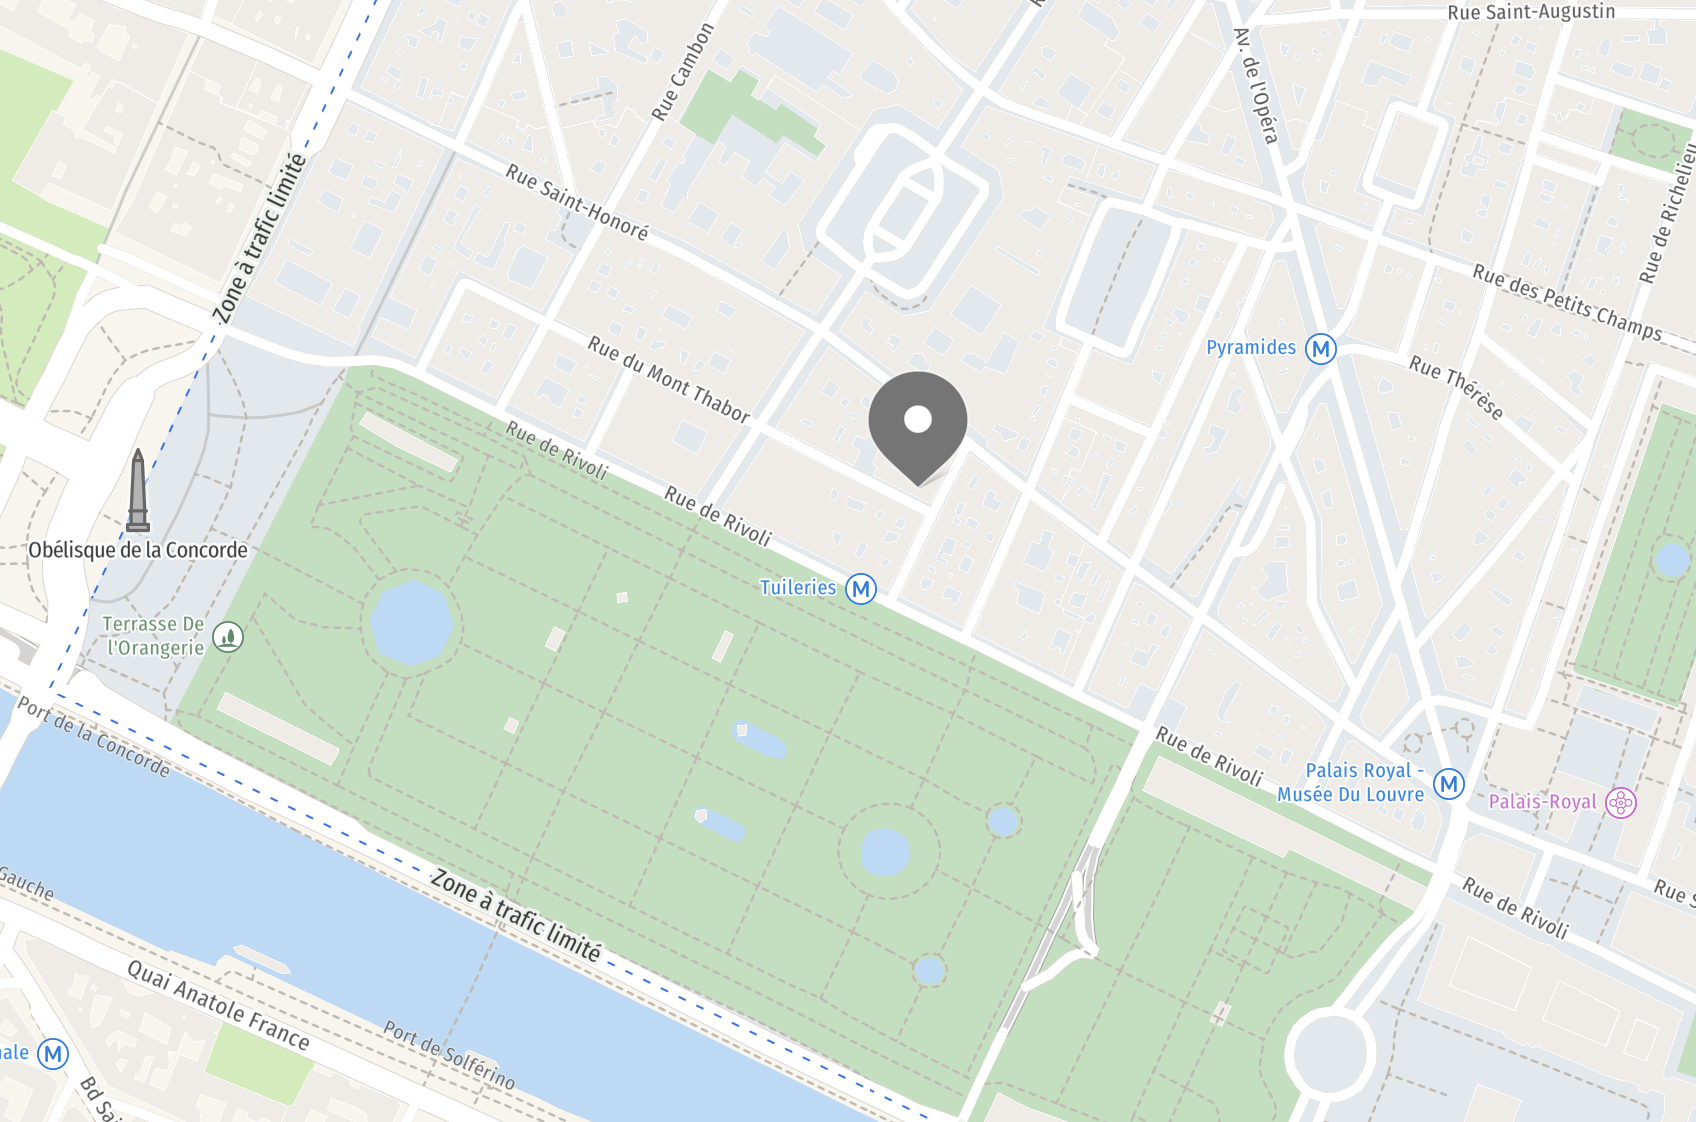 Rue Saint-Augustin
Rue Cambon
Av. de l'Opéra
Zone à trafic limité
Rue Saint-Honoré
Rue de Richelieu
Rue des Petits Champs
Rue du Mont Thabor
Pyramides
M
Rue Thérèse
Rue de Rivoli
Rue de Rivoli
Obélisque de la Concorde
Tuileries
M
Terrasse De
l'Orangerie
Port de la Concorde
Rue de Rivoli
Palais Royal -
Musée Du Louvre
M
Palais-Royal
Gauche
Zone à trafic limité
Rue de Rivoli
Rue S
Quai Anatole France
Port de Solférino
nale
M
Bd Sai